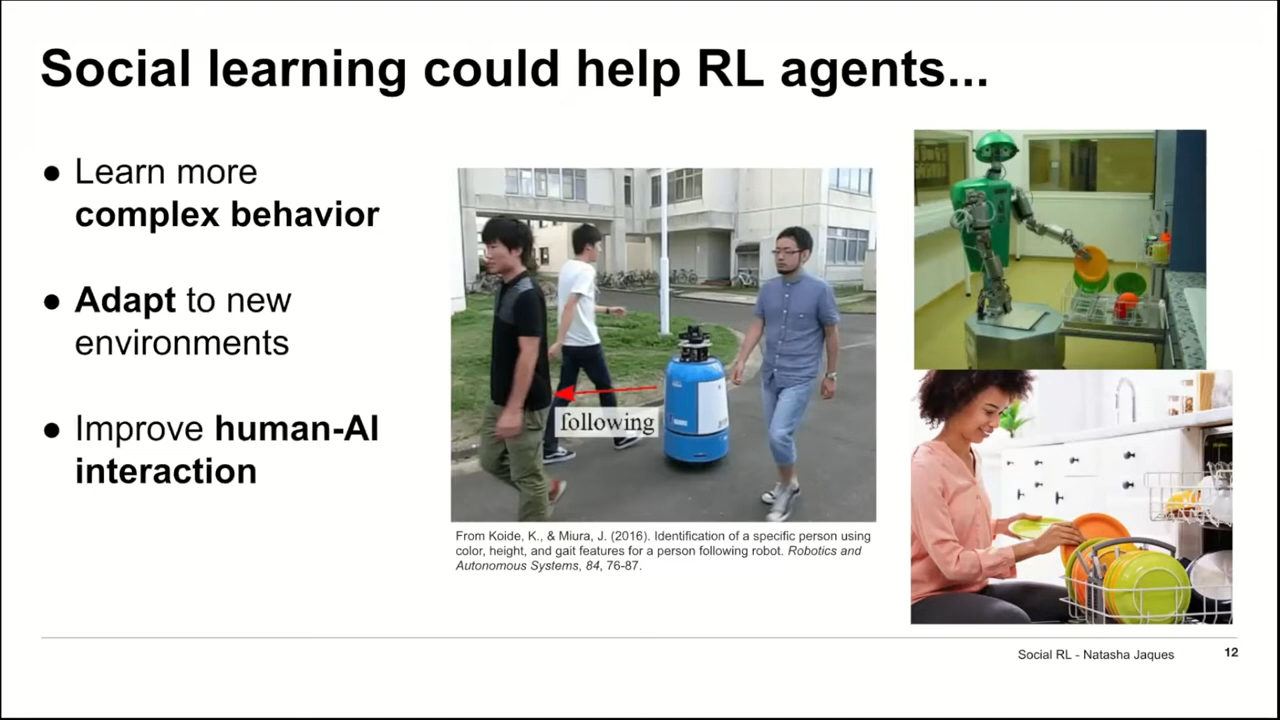 Social learning could help RL agents...
● Learn more
complex behavior
● Adapt to new
environments
● Improve human-AI
interaction
following
From Koide, K., & Miura, J. (2016). Identification of a specific person using
color, height, and gait features for a person following robot. Robotics and
Autonomous Systems, 84, 76-87.
Social RL - Natasha Jaques
12